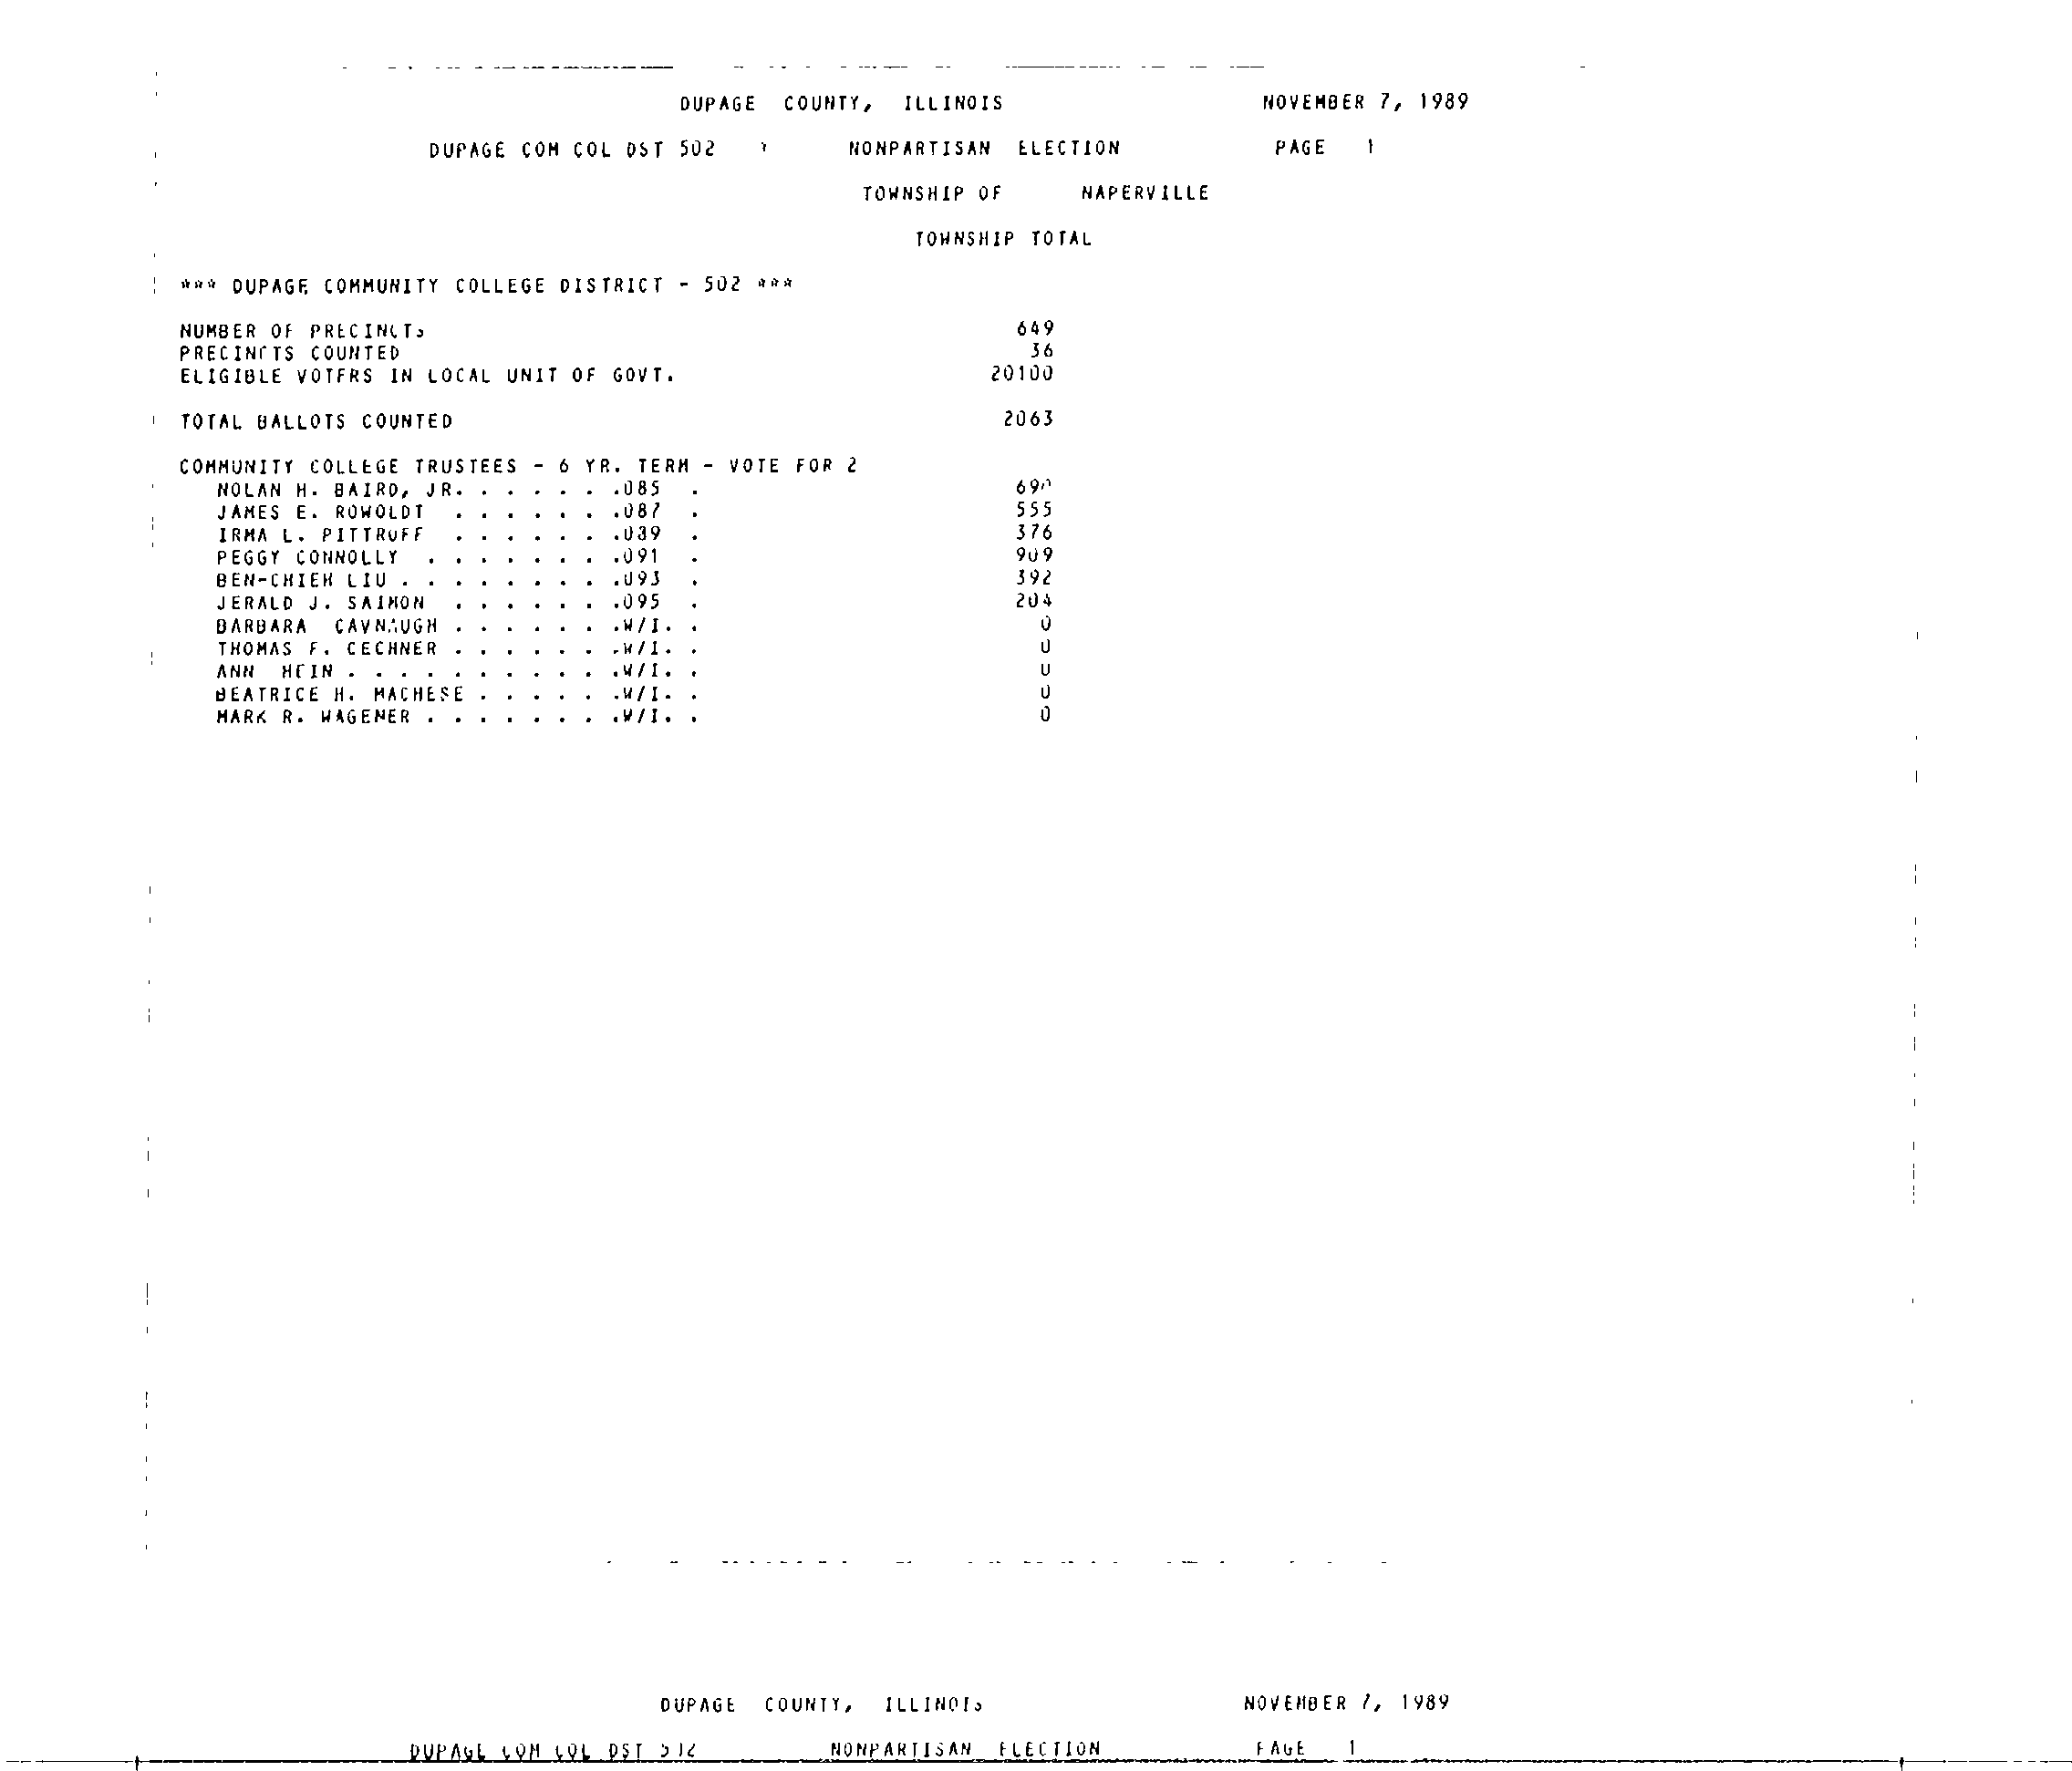 DUPAGE COUNTY, ILLINOIS NOVEMBER 7, 1989
DUPAGE COM COL DST 502 NONPARTISAN ELECTION PAGE 1
TOWNSHIP OF NAPERVILLE
TOWNSHIP TOTAL
*** DUPAGE COMMUNITY COLLEGE DISTRICT - 502 ***
NUMBER OF PRECINCTS 649
PRECINCTS COUNTED 36
ELIGIBLE VOTERS IN LOCAL UNIT OF GOVT. 20100
TOTAL BALLOTS COUNTED 2063
COMMUNITY COLLEGE TRUSTEES - 6 YR. TERM - VOTE FOR 2
NOLAN H. BAIRD, JR. . . . . . .085 .
JAMES E. ROWOLDT . . . . . . .087 . 555
IRMA L. PITTROFF . . . . . . .089 . 376
PEGGY CONNOLLY . . . . . . . .091 . 909
BEN-CHIEH LIU . . . . . . . . .093 . 392
JERALD J. SAIMON . . . . . . .095 . 204
BARBARA CAVNAUGH . . . . . . .W/I. . 0
THOMAS F. CECHNER . . . . . . .W/I. . 0
ANN HEIN . . . . . . . . . . .W/I. . 0
BEATRICE H. MACHESE . . . . . .W/I. . 0
MARK R. WAGENER . . . . . . . .W/I. . 0
DUPAGE COUNTY, ILLINOIS NOVEMBER 7, 1989
DUPAGE COM COL DST 502 NONPARTISAN ELECTION PAGE 1